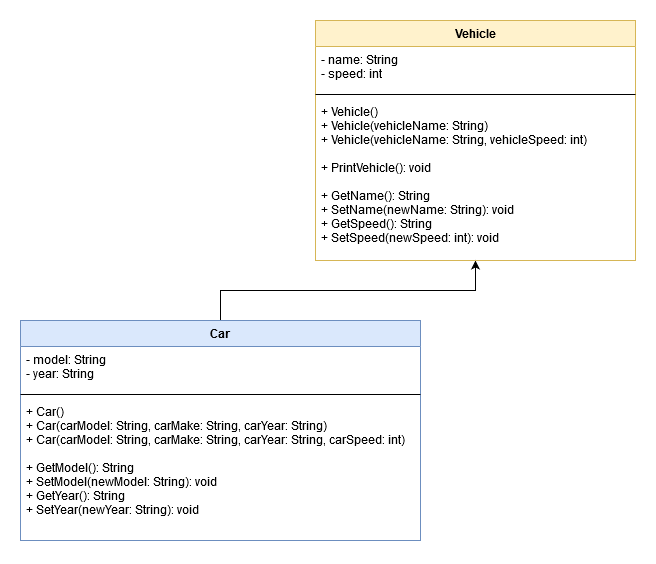 Vehicle
- name: String
- speed: int
+ Vehicle()
+ Vehicle(vehicleName: String)
+ Vehicle(vehicleName: String, vehicleSpeed: int)
+ PrintVehicle(): void
+ GetName(): String
+ SetName(newName: String): void
+ GetSpeed(): String
+ SetSpeed(newSpeed: int): void
Car
- model: String
- year: String
+ Car()
+ Car(carModel: String, carMake: String, carYear: String)
+ Car(carModel: String, carMake: String, carYear: String, carSpeed: int)
+ GetModel(): String
+ SetModel(newModel: String): void
+ GetYear(): String
+ SetYear(newYear: String): void